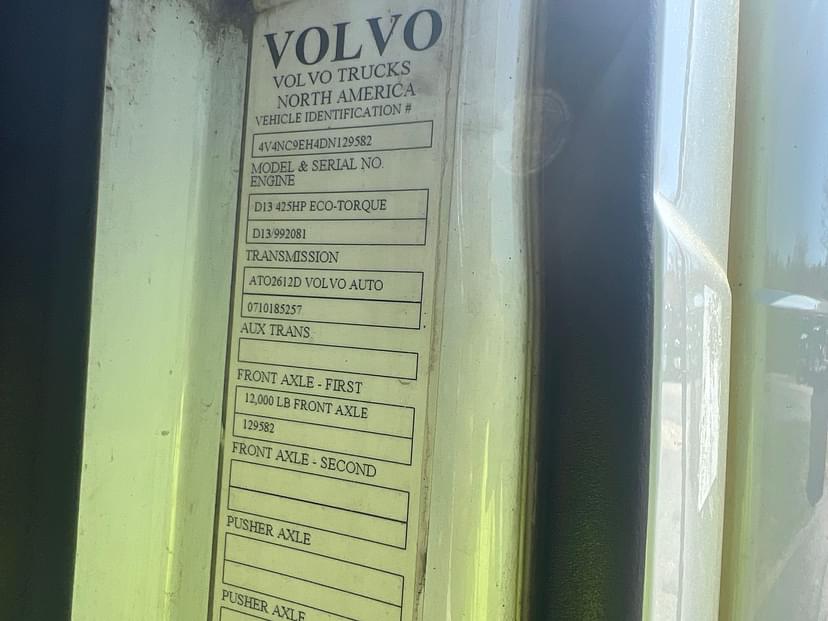 VOLVO
VOLVO TRUCKS
NORTH AMERICA
VEHICLE IDENTIFICATION #
4V4NC9EH4DN129582
MODEL & SERIAL NO.
ENGINE
D13 425HP ECO-TORQUE
D13/992081
TRANSMISSION
ATO2612D VOLVO AUTO
0710185257
AUX TRANS
FRONT AXLE - FIRST
12,000 LB FRONT AXLE
129582
FRONT AXLE - SECOND
PUSHER AXLE
PUSHER AXLE